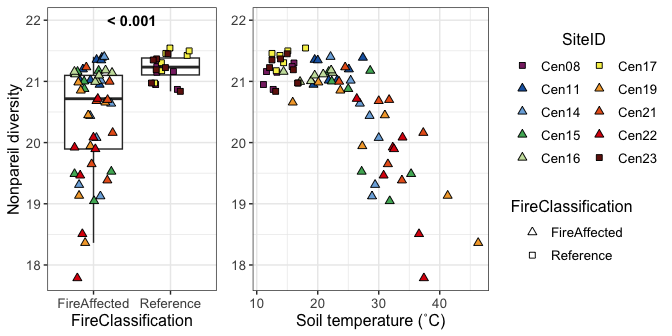 < 0.001
22
21
20
19
18
Nonpareil diversity
FireAffected Reference
FireClassification
22
21
20
19
18
10 20 30 40
Soil temperature (˚C)
SiteID
Cen08 Cen17
Cen11 Cen19
Cen14 Cen21
Cen15 Cen22
Cen16 Cen23
FireClassification
FireAffected
Reference